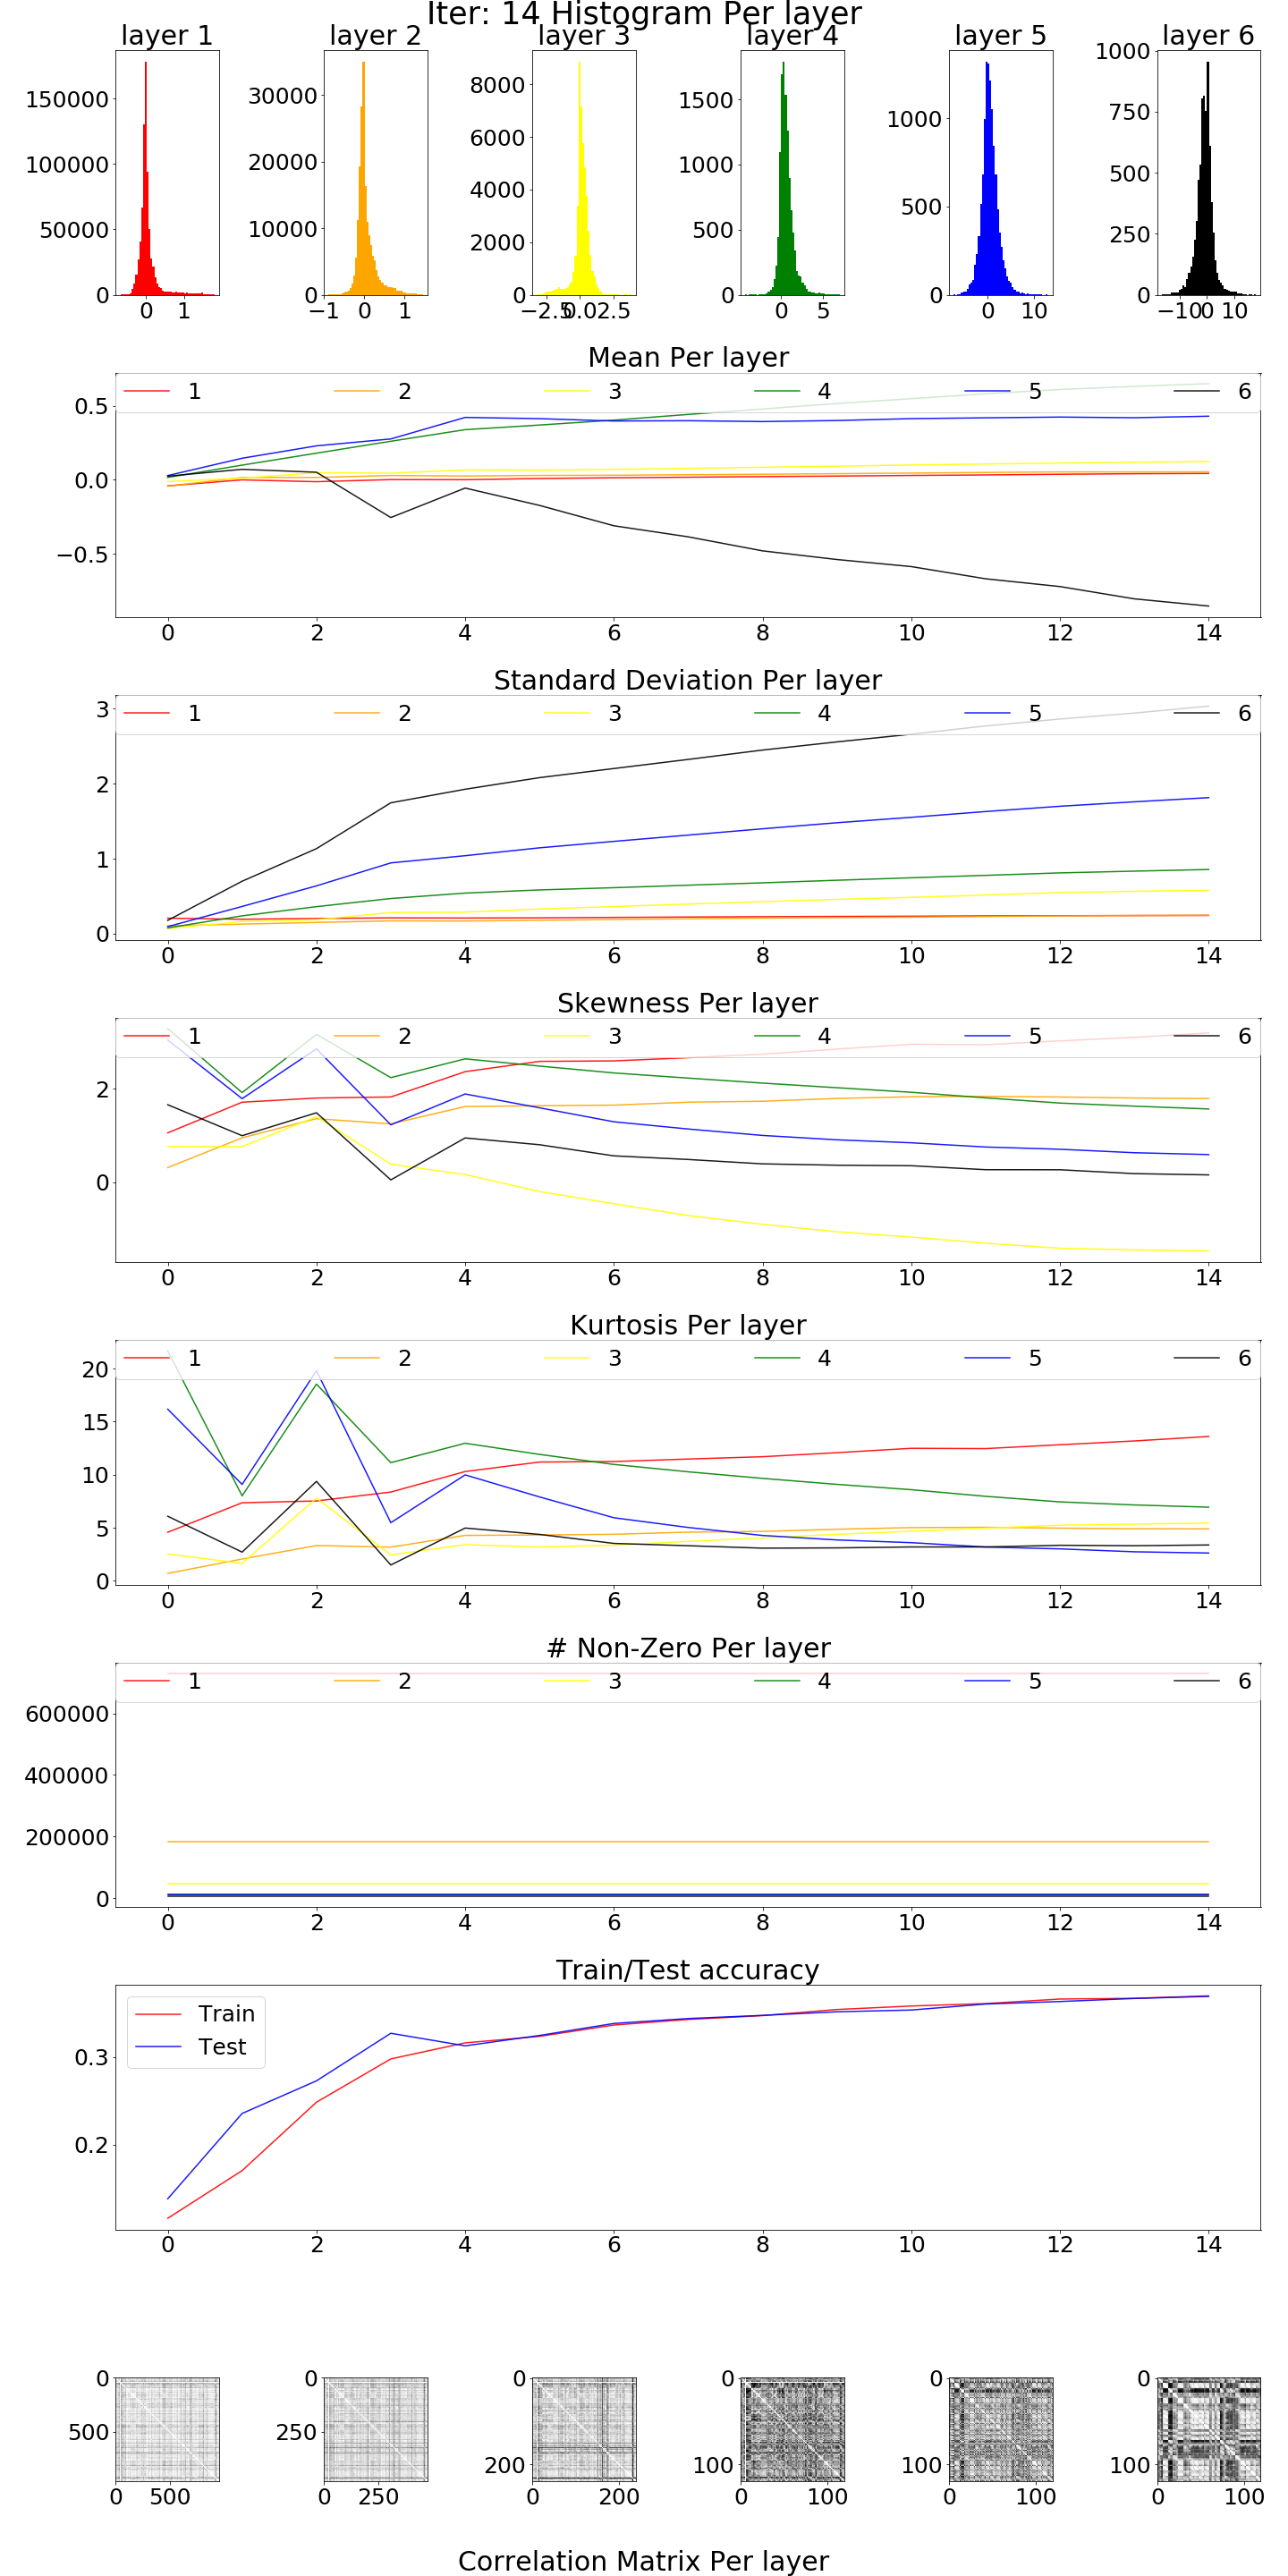 Iter: 14 Histogram Per layer
layer 1 layer 2 layer 3 layer 4 layer 5 layer 6
150000
100000
50000
0
0 1
30000
20000
10000
0
−1 0 1
8000
6000
4000
2000
0
−2.5 0.0 2.5
1500
1000
500
0
0 5
1000
500
0
0 10
1000
750
500
250
0
−10 0 10
Mean Per layer
1 2 3 4 5 6
0.5
0.0
−0.5
0 2 4 6 8 10 12 14
Standard Deviation Per layer
1 2 3 4 5 6
3
2
1
0
0 2 4 6 8 10 12 14
Skewness Per layer
1 2 3 4 5 6
2
0
0 2 4 6 8 10 12 14
Kurtosis Per layer
1 2 3 4 5 6
20
15
10
5
0
0 2 4 6 8 10 12 14
# Non-Zero Per layer
1 2 3 4 5 6
600000
400000
200000
0
0 2 4 6 8 10 12 14
Train/Test accuracy
Train
Test
0.3
0.2
0 2 4 6 8 10 12 14
0
500
0 500
0
250
0 250
0
200
0 200
0
100
0 100
0
100
0 100
0
100
0 100
Correlation Matrix Per layer